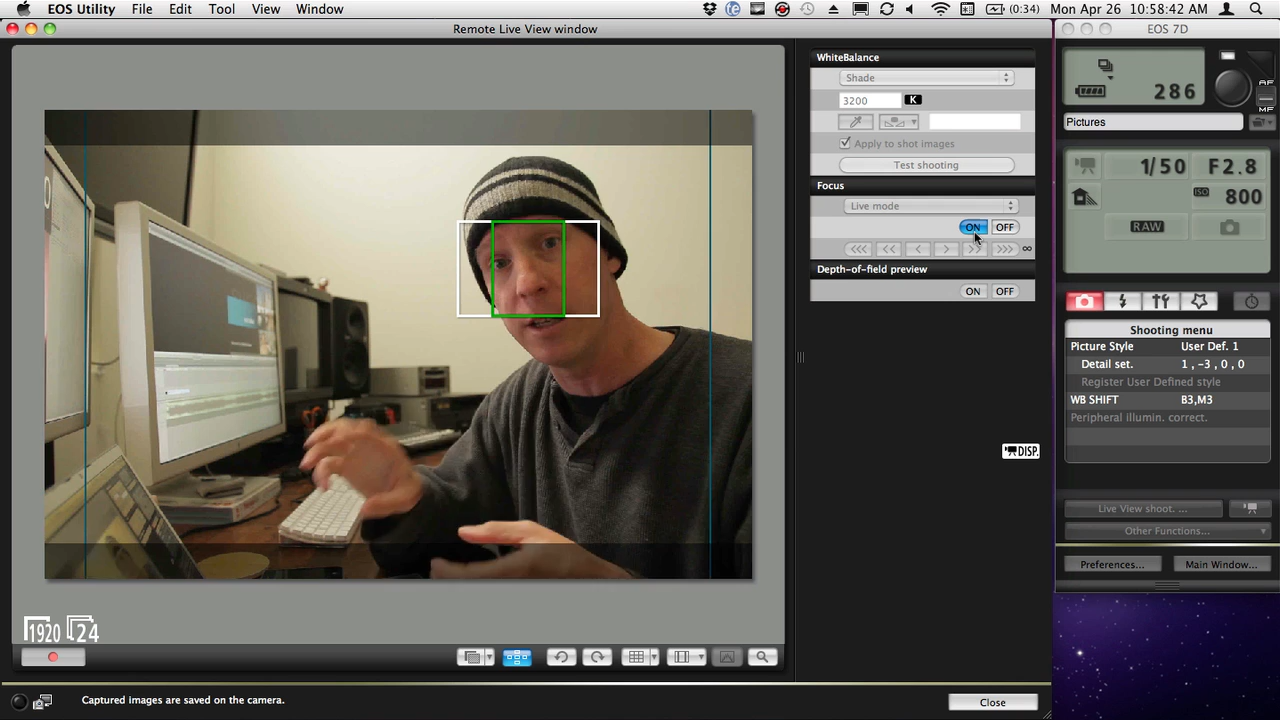 EOS Utility File Edit Tool View Window (0:34) Mon Apr 26 10:58:42 AM
Remote Live View window
EOS 7D
WhiteBalance
Shade
3200 K
Apply to shot images
Test shooting
Focus
Live mode
ON OFF
<<< << < > >> >>> ∞
Depth-of-field preview
ON OFF
DISP.
1920 24
Captured images are saved on the camera.
Close
286
AF
MF
Pictures
1/50 F2.8
ISO 800
RAW
Shooting menu
Picture Style User Def. 1
Detail set. 1 , -3 , 0 , 0
Register User Defined style
WB SHIFT B3,M3
Peripheral illumin. correct.
Live View shoot. ...
Other Functions...
Preferences... Main Window...